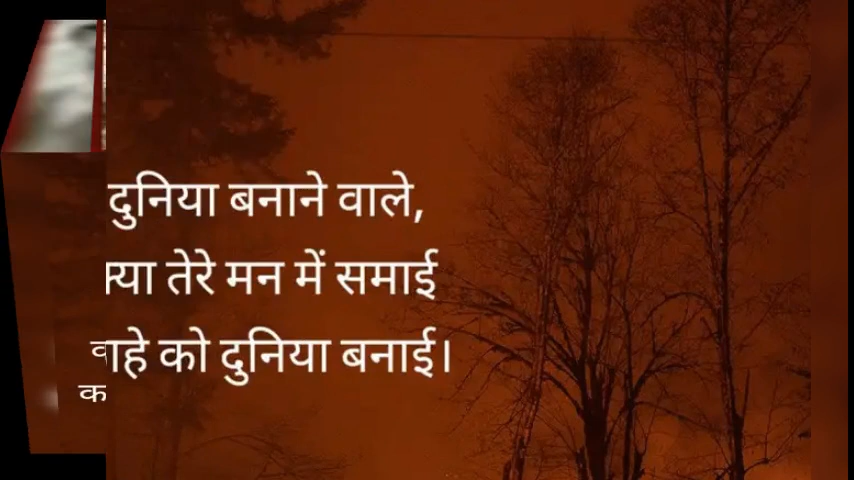 दुनिया बनाने वाले,
तेरे मन में समाई
को दुनिया बनाई।